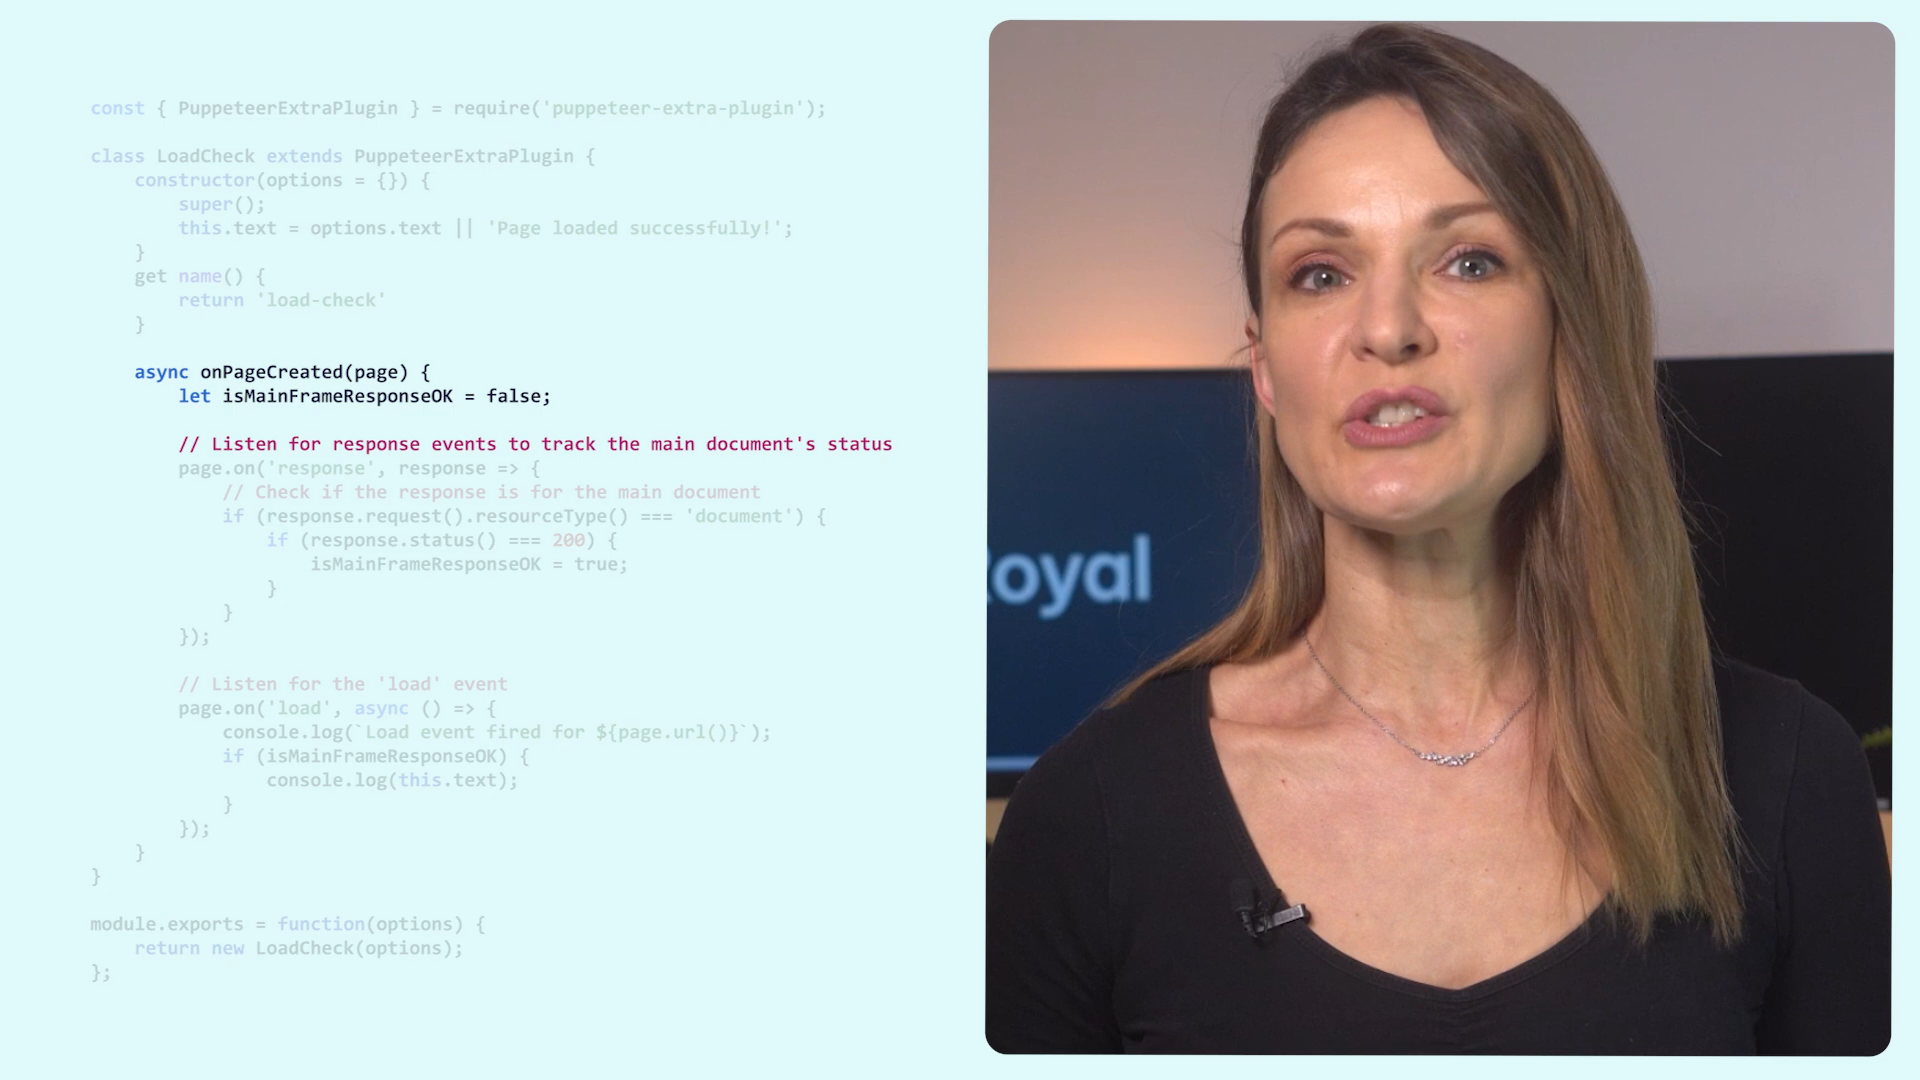 const { PuppeteerExtraPlugin } = require('puppeteer-extra-plugin');
class LoadCheck extends PuppeteerExtraPlugin {
constructor(options = {}) {
super();
this.text = options.text || 'Page loaded successfully!';
}
get name() {
return 'load-check'
}
async onPageCreated(page) {
let isMainFrameResponseOK = false;
// Listen for response events to track the main document's status
page.on('response', response => {
// Check if the response is for the main document
if (response.request().resourceType() === 'document') {
if (response.status() === 200) {
isMainFrameResponseOK = true;
}
}
});
// Listen for the 'load' event
page.on('load', async () => {
console.log(`Load event fired for ${page.url()}`);
if (isMainFrameResponseOK) {
console.log(this.text);
}
});
}
}
module.exports = function(options) {
return new LoadCheck(options);
};
Royal